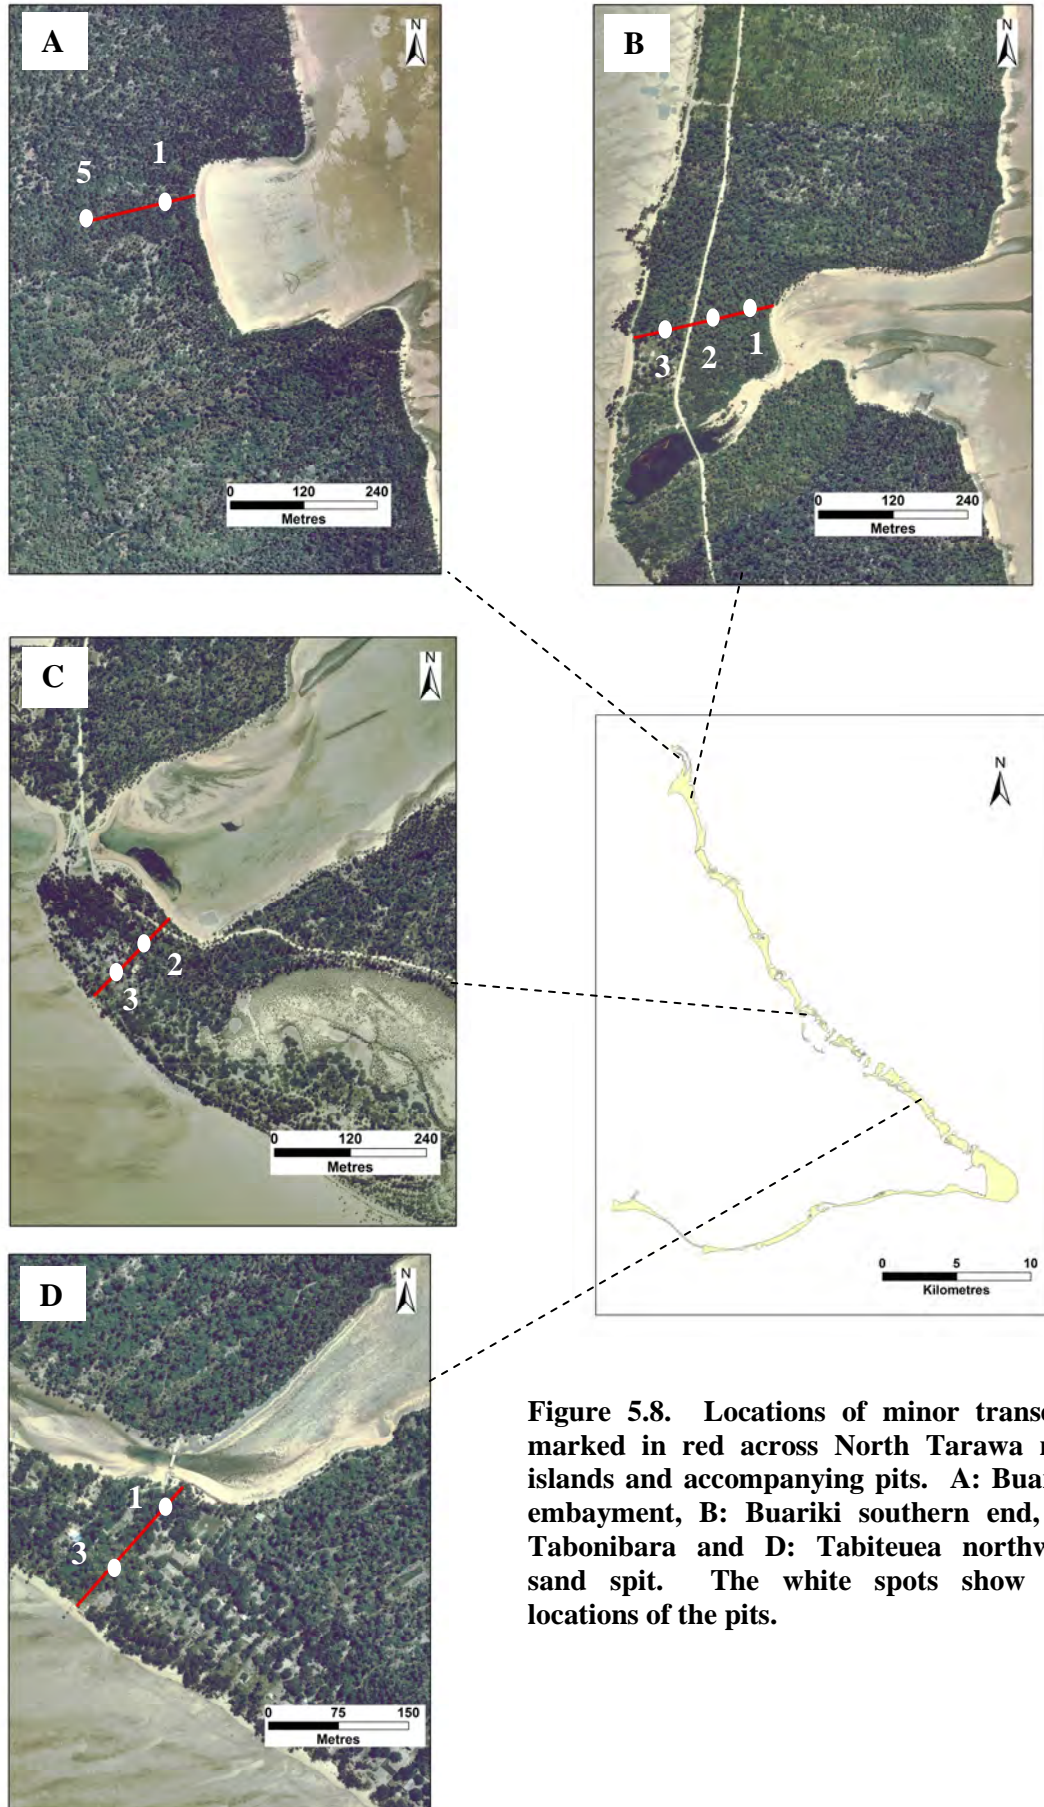 A
N
5
1
0 120 240
Metres
B
N
3
2
1
0 120 240
Metres
C
N
2
3
0 120 240
Metres
N
0 5 10
Kilometres
D
N
1
3
0 75 150
Metres
Figure 5.8. Locations of minor
marked in red across North Tarawa
islands and accompanying pits. A:
embayment, B: Buariki southern end,
Tabonibara and D: Tabiteuea
sand spit. The white spots show
locations of the pits.